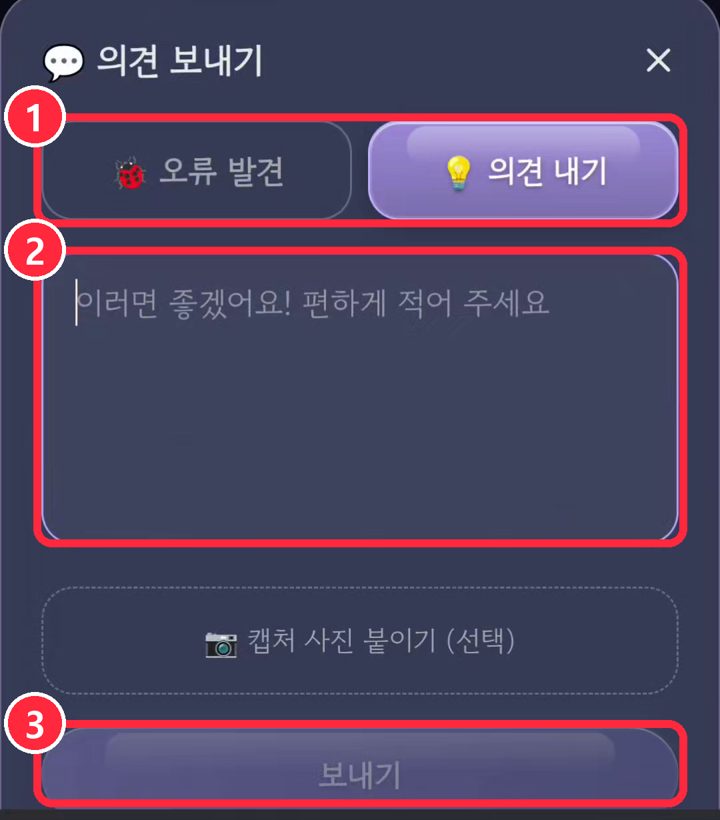 💬 의견 보내기 ×
1
🐞 오류 발견
💡 의견 내기
2
이러면 좋겠어요! 편하게 적어 주세요
📷 캡처 사진 붙이기 (선택)
3
보내기